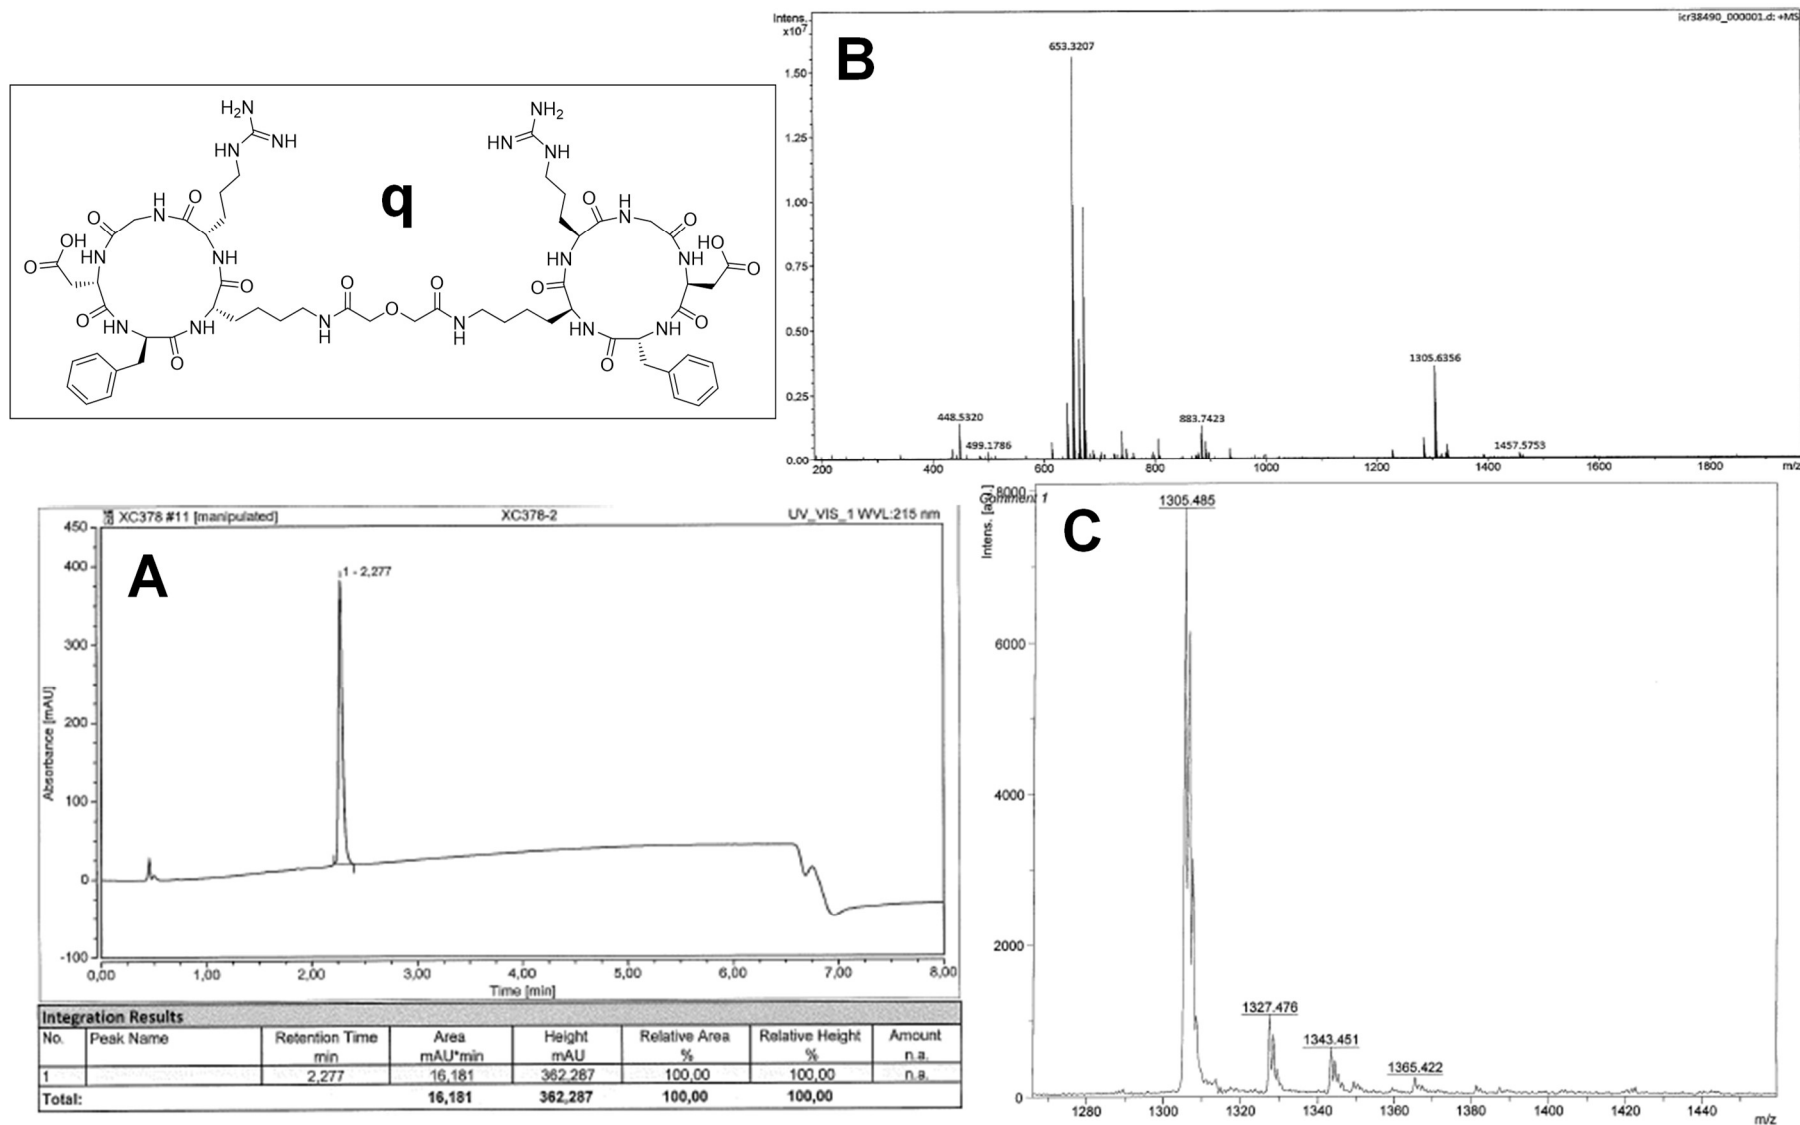 H₂N
NH
HN
H
N
O
O
NH
OH
O
HN
O
O
NH
O
NH
N
H
O
O
O
N
H
q
NH₂
HN
NH
O
H
N
O
HN
NH
HO
O
O
NH
O
HN
O
B
Intens.
x10⁷
icr38490_000001.d: +MS
653.3207
1305.6356
448.5320
499.1786
883.7423
1457.5753
1.50
1.25
1.00
0.75
0.50
0.25
0.00
200 400 600 800 1000 1200 1400 1600 1800 m/z
A
XC378 #11 [manipulated] XC378-2 UV_VIS_1 WVL:215 nm
450
400
300
200
100
0
-100
Absorbance [mAU]
1 - 2,277
0,00 1,00 2,00 3,00 4,00 5,00 6,00 7,00 8,00
Time [min]
Integration Results
No. Peak Name Retention Time Area Height Relative Area Relative Height Amount
min mAU*min mAU % % n.a.
1 2,277 16,181 362,287 100,00 100,00 n.a.
Total: 16,181 362,287 100,00 100,00
C
Comment 1
Intens. [a.u.]
8000
6000
4000
2000
0
1305.485
1327.476
1343.451
1365.422
1280 1300 1320 1340 1360 1380 1400 1420 1440
m/z